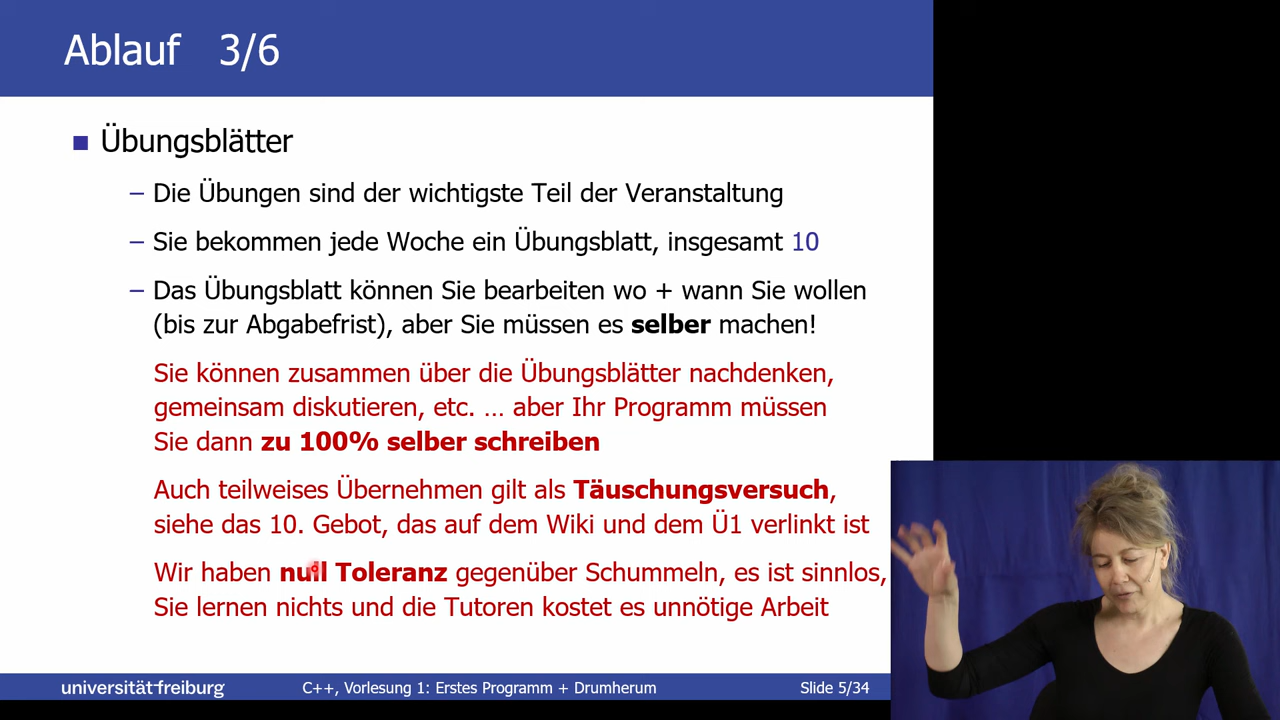 Ablauf 3/6
Übungsblätter
– Die Übungen sind der wichtigste Teil der Veranstaltung
– Sie bekommen jede Woche ein Übungsblatt, insgesamt 10
– Das Übungsblatt können Sie bearbeiten wo + wann Sie wollen
(bis zur Abgabefrist), aber Sie müssen es selber machen!
Sie können zusammen über die Übungsblätter nachdenken,
gemeinsam diskutieren, etc. … aber Ihr Programm müssen
Sie dann zu 100% selber schreiben
Auch teilweises Übernehmen gilt als Täuschungsversuch,
siehe das 10. Gebot, das auf dem Wiki und dem Ü1 verlinkt ist
Wir haben null Toleranz gegenüber Schummeln, es ist sinnlos,
Sie lernen nichts und die Tutoren kostet es unnötige Arbeit
universität freiburg C++, Vorlesung 1: Erstes Programm + Drumherum Slide 5/34